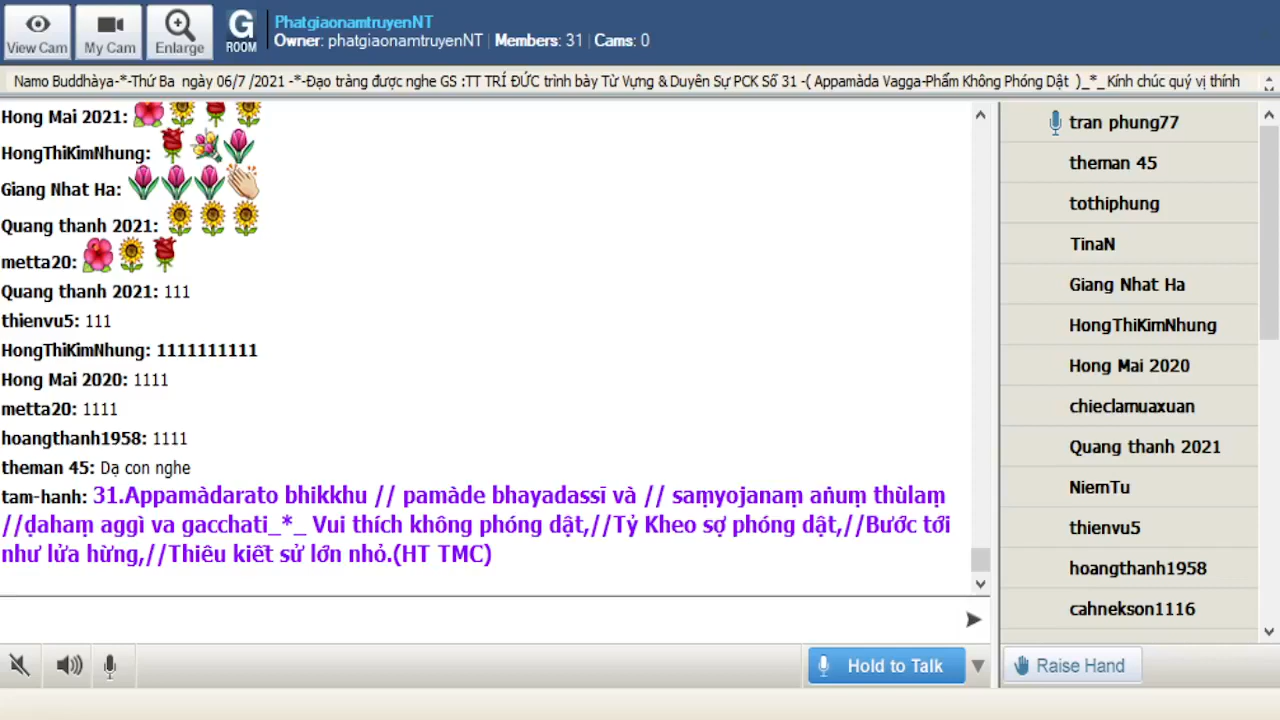 View Cam
My Cam
Enlarge
G
ROOM
PhatgiaonamtruyenNT
Owner: phatgiaonamtruyenNT | Members: 31 | Cams: 0
Namo Buddhàya-*-Thứ Ba ngày 06/7 /2021 -*-Đạo tràng được nghe GS :TT TRÍ ĐỨC trình bày Từ Vựng & Duyên Sự PCK Số 31 -( Appamàda Vagga-Phẩm Không Phóng Dật )_*_ Kính chúc quý vị thính
Hong Mai 2021:
HongThiKimNhung:
Giang Nhat Ha:
Quang thanh 2021:
metta20:
Quang thanh 2021: 111
thienvu5: 111
HongThiKimNhung: 1111111111
Hong Mai 2020: 1111
metta20: 1111
hoangthanh1958: 1111
theman 45: Dạ con nghe
tam-hanh: 31.Appamàdarato bhikkhu // pamàde bhayadassī và // saṃyojanaṃ aṅuṃ thùlaṃ
//ḍahaṃ aggì va gacchati_*_ Vui thích không phóng dật,//Tỷ Kheo sợ phóng dật,//Bước tới
như lửa hừng,//Thiêu kiết sử lớn nhỏ.(HT TMC)
tran phung77
theman 45
tothiphung
TinaN
Giang Nhat Ha
HongThiKimNhung
Hong Mai 2020
chieclamuaxuan
Quang thanh 2021
NiemTu
thienvu5
hoangthanh1958
cahnekson1116
Hold to Talk
Raise Hand